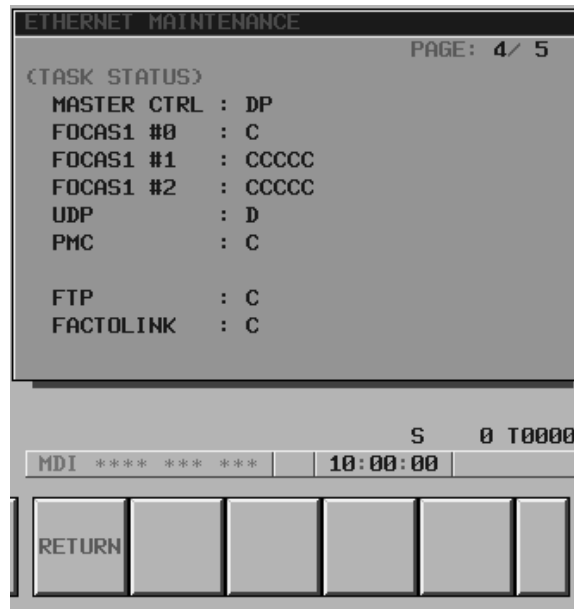 ETHERNET MAINTENANCE
PAGE: 4/ 5
(TASK STATUS)
MASTER CTRL : DP
FOCAS1 #0 : C
FOCAS1 #1 : CCCCC
FOCAS1 #2 : CCCCC
UDP : D
PMC : C
FTP : C
FACTOLINK : C
S 0 T0000
MDI **** *** *** 10:00:00
RETURN